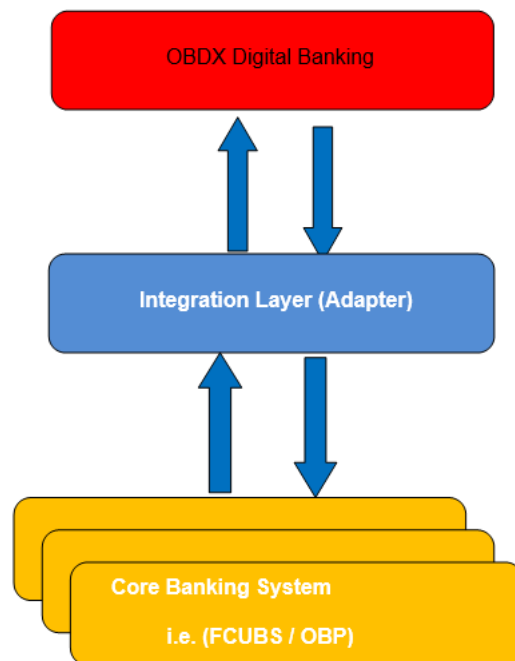 OBDX Digital Banking
Integration Layer (Adapter)
Core Banking System
i.e. (FCUBS / OBP)